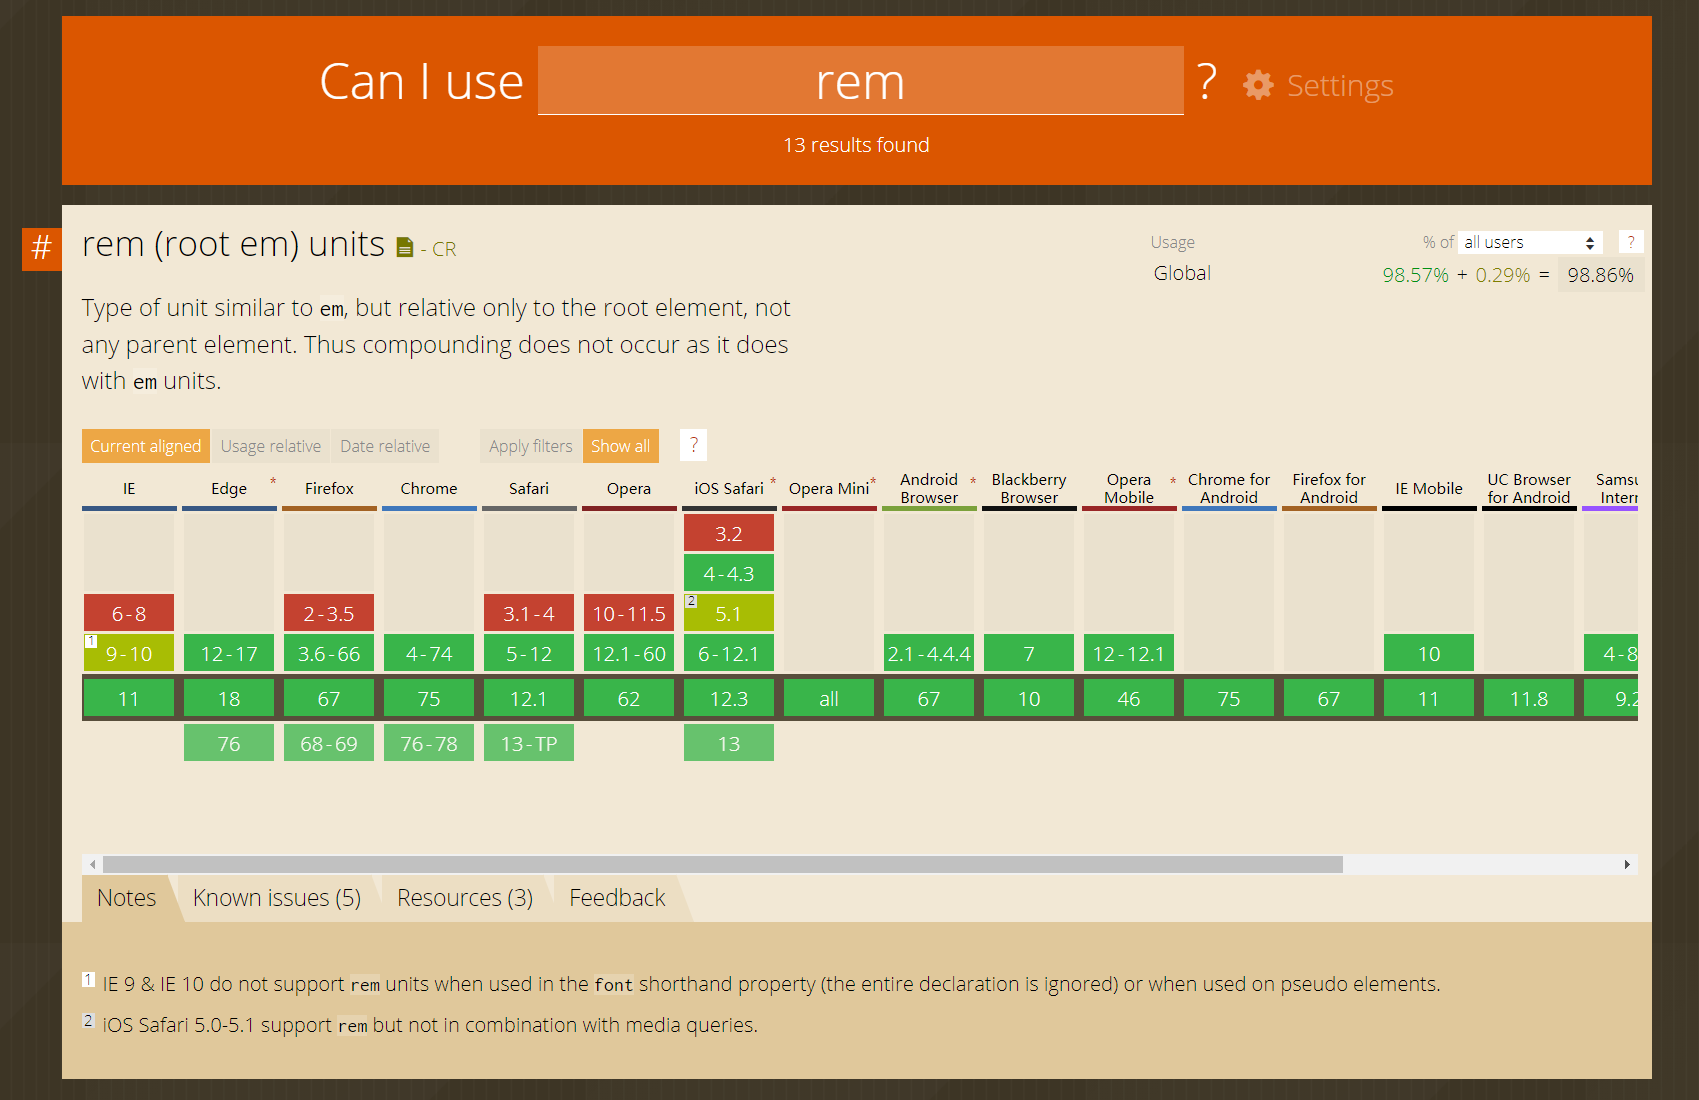 Can I use rem ? Settings
13 results found
#
rem (root em) units - CR
Usage % of all users ?
Global 98.57% + 0.29% = 98.86%
Type of unit similar to em, but relative only to the root element, not
any parent element. Thus compounding does not occur as it does
with em units.
Current aligned Usage relative Date relative Apply filters Show all ?
IE Edge * Firefox Chrome Safari Opera iOS Safari * Opera Mini * Android Browser * Blackberry Browser Opera Mobile * Chrome for Android Firefox for Android IE Mobile UC Browser for Android Samsu Inter
3.2
4-4.3
6-8 2-3.5 3.1-4 10-11.5 2 5.1
1 9-10 12-17 3.6-66 4-74 5-12 12.1-60 6-12.1 2.1-4.4.4 7 12-12.1 10 4-8
11 18 67 75 12.1 62 12.3 all 67 10 46 75 67 11 11.8 9.2
76 68-69 76-78 13-TP 13
Notes Known issues (5) Resources (3) Feedback
1 IE 9 & IE 10 do not support rem units when used in the font shorthand property (the entire declaration is ignored) or when used on pseudo elements.
2 iOS Safari 5.0-5.1 support rem but not in combination with media queries.